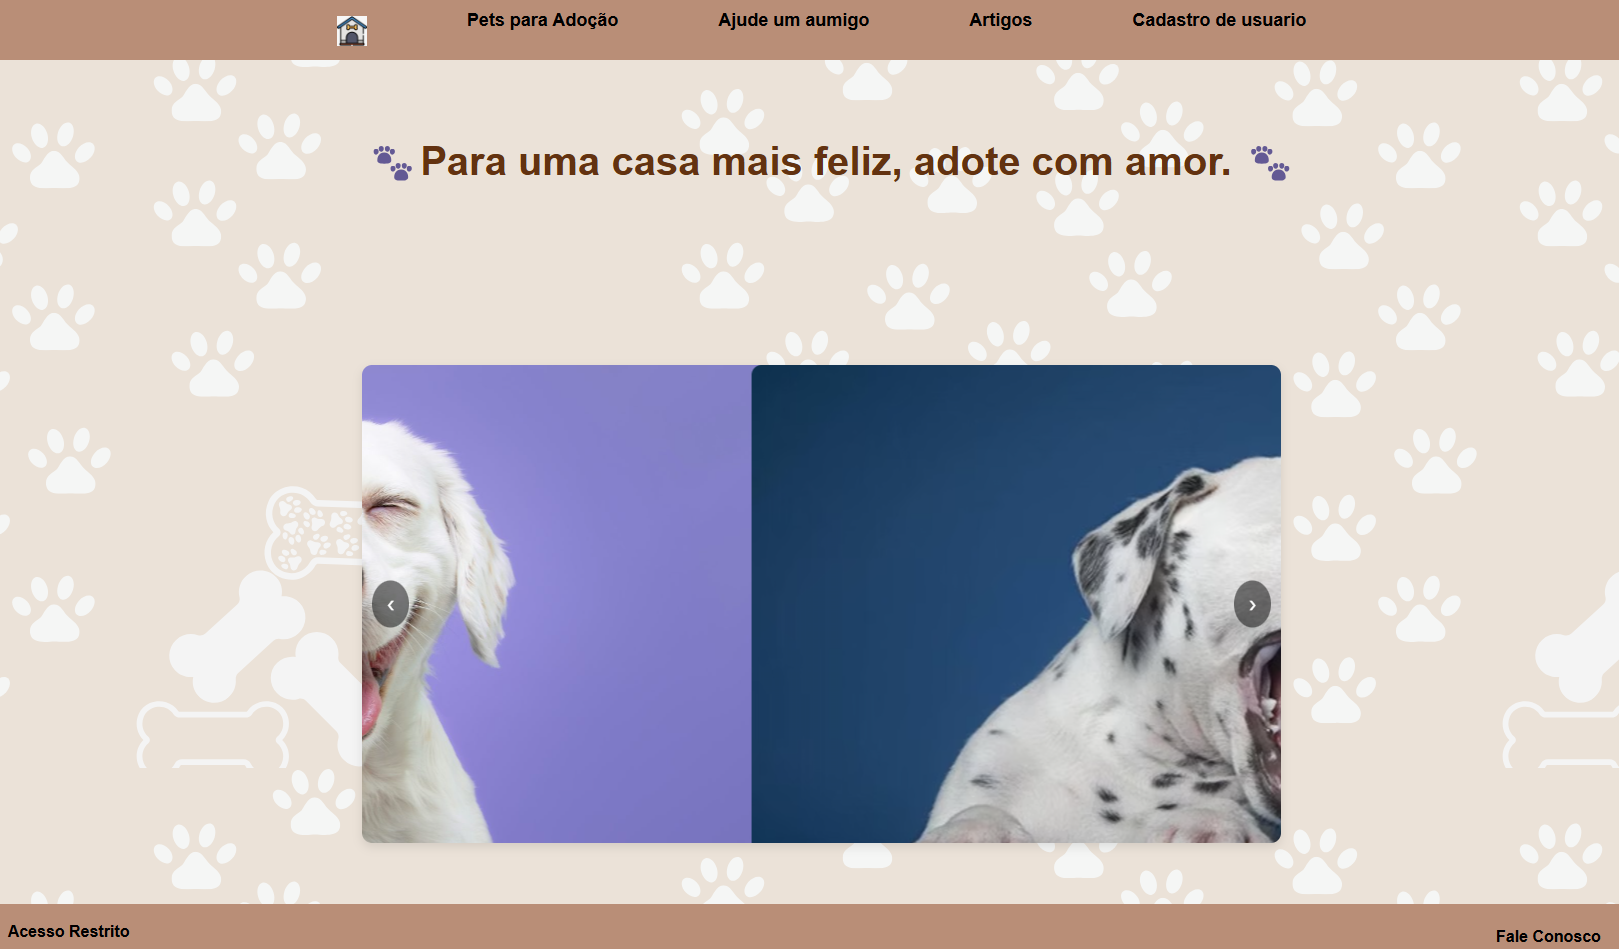 Pets para Adoção
Ajude um aumigo
Artigos
Cadastro de usuario
Para uma casa mais feliz, adote com amor.
‹
›
Acesso Restrito
Fale Conosco